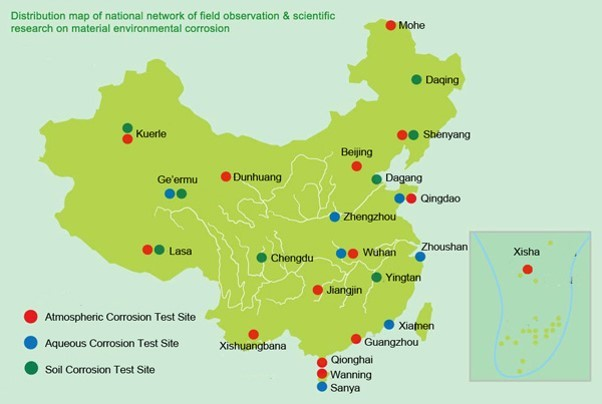 Distribution map of national network of field observation & scientific
research on material environmental corrosion
Mohe
Daqing
Kuerle
Shenyang
Beijing
Ge'ermu
Dunhuang
Dagang
Qingdao
Zhengzhou
Lasa
Chengdu
Wuhan
Zhoushan
Xisha
Yingtan
Jiangjin
Atmospheric Corrosion Test Site
Xiamen
Aqueous Corrosion Test Site
Xishuangbana
Guangzhou
Qionghai
Soil Corrosion Test Site
Wanning
Sanya